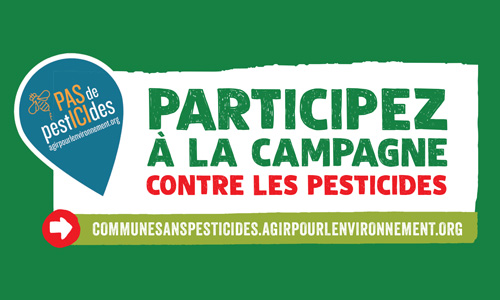 PAS de
pestICIdes
agirpourlenvironnement.org
PARTICIPEZ
À LA CAMPAGNE
CONTRE LES PESTICIDES
COMMUNESANSPESTICIDES.AGIRPOURLENVIRONNEMENT.ORG